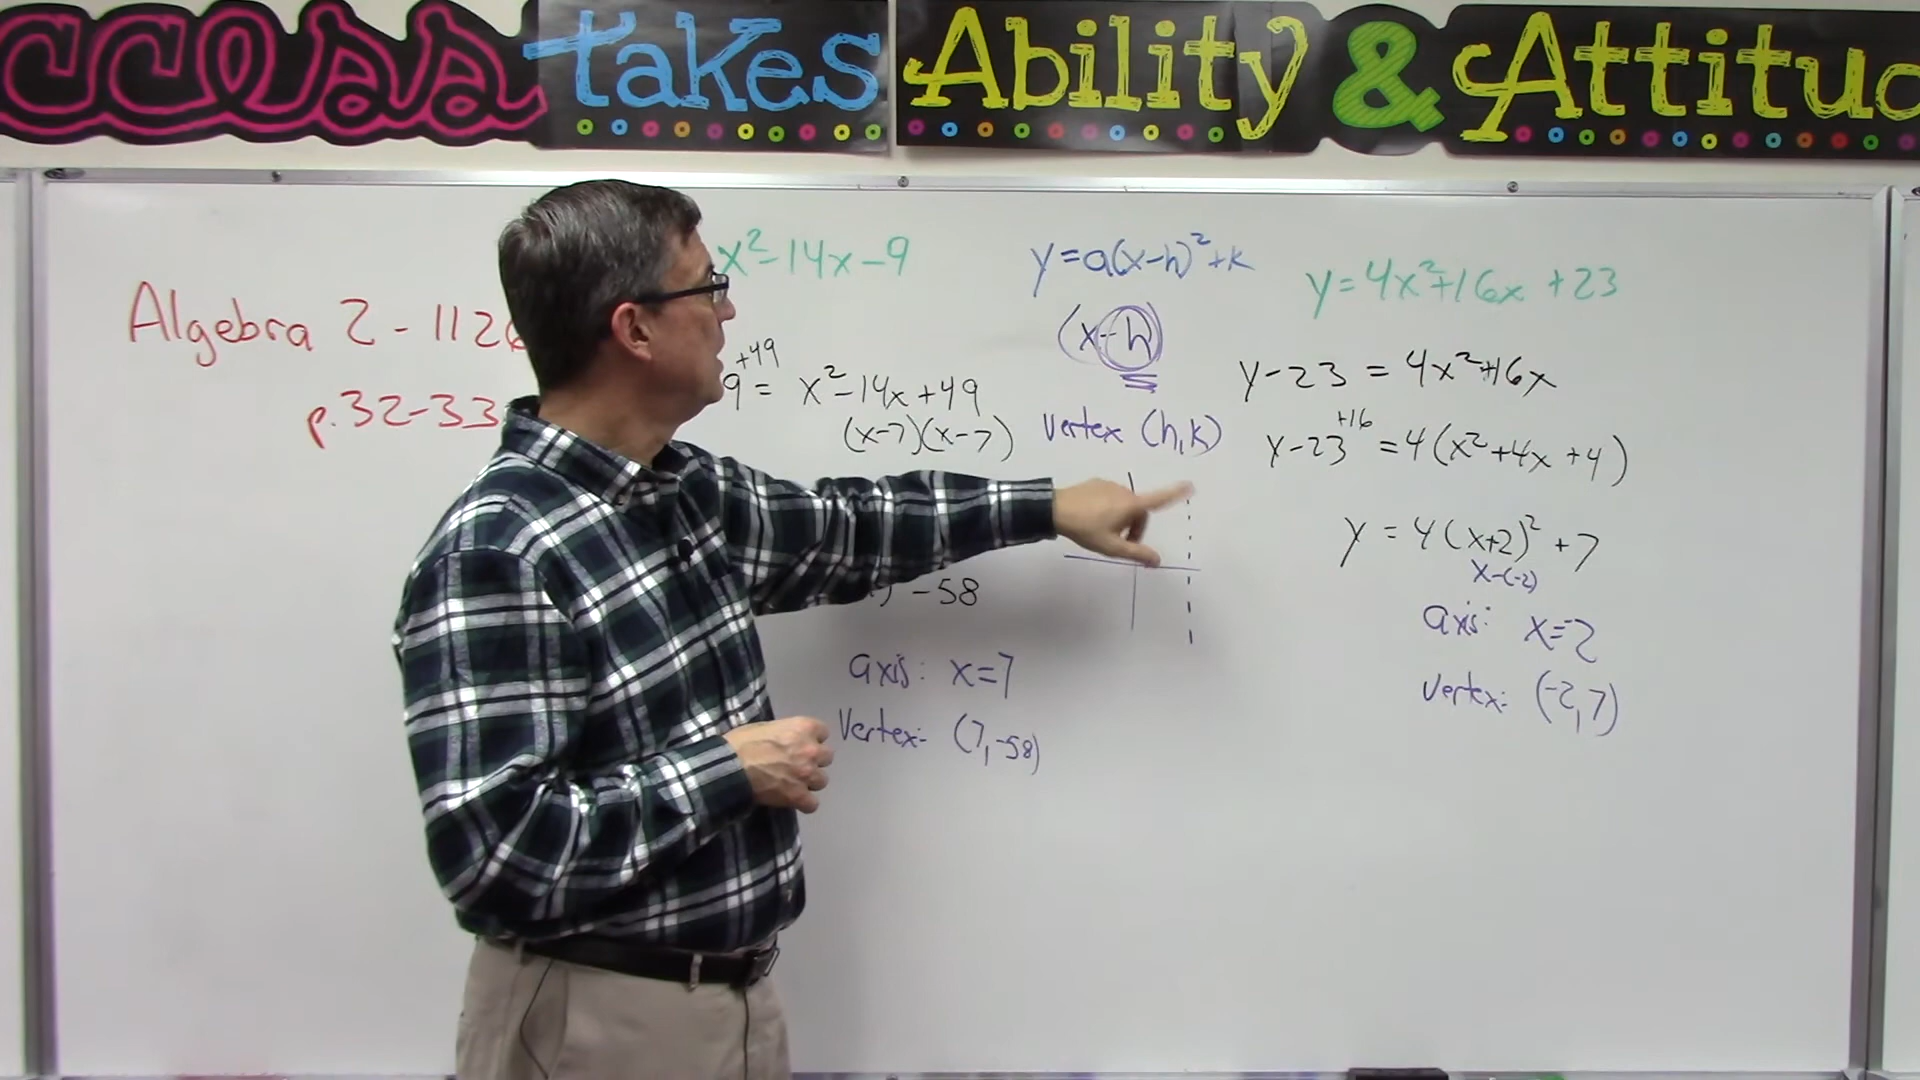 ccess takes Ability & Attitud
Algebra 2 - 112
p.32-33
x²-14x-9
+49
9 = x²-14x+49
(x-7)(x-7)
-58
axis: x=7
Vertex: (7,-58)
y=a(x-h)²+k
(x-h)
Vertex (h,k)
y=4x²+16x+23
y-23 = 4x²+16x
+16
y-23 =4(x²+4x+4)
y = 4(x+2)²+7
x-(-2)
axis: x=-2
Vertex: (-2,7)